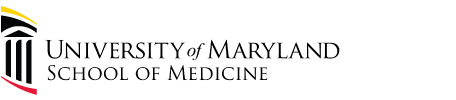 UNIVERSITY of MARYLAND
SCHOOL OF MEDICINE